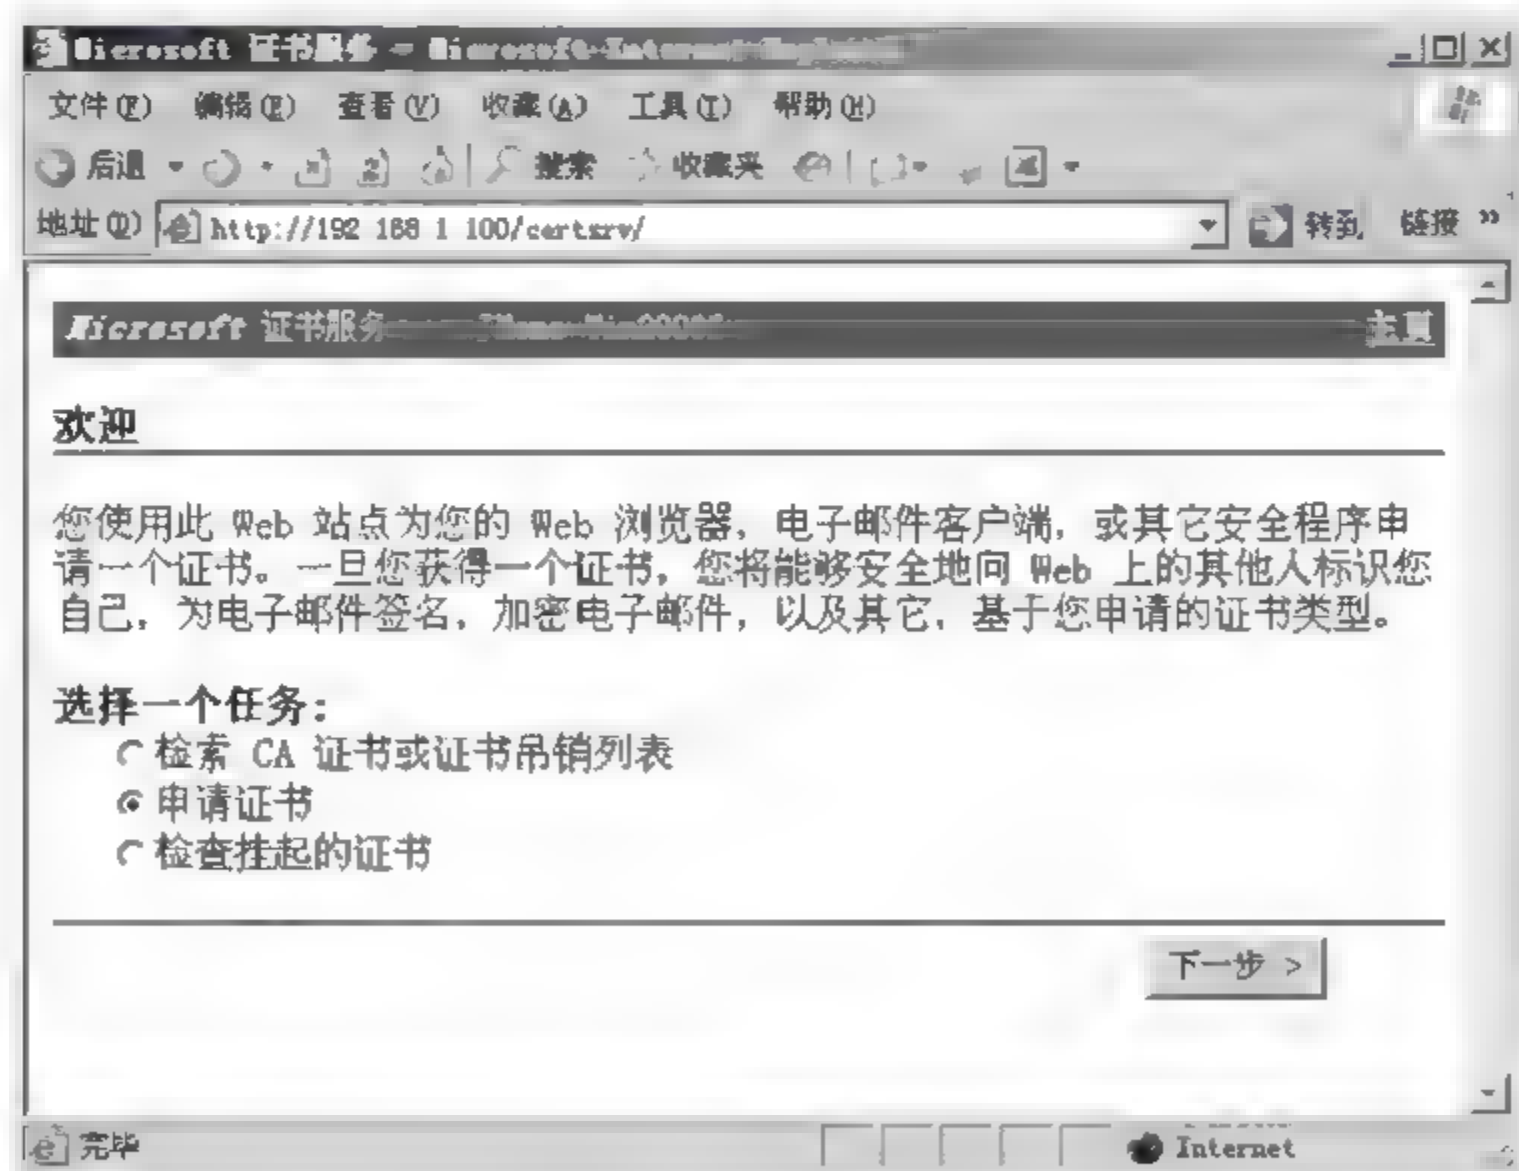 Microsoft 证书服务 - Microsoft Internet
文件(F) 编辑(E) 查看(V) 收藏(A) 工具(T) 帮助(H)
后退 搜索 收藏夹
地址(D) http://192 168 1 100/certsrv/ 转到 链接 »
Microsoft 证书服务 主页
欢迎
您使用此 Web 站点为您的 Web 浏览器，电子邮件客户端，或其它安全程序申
请一个证书。一旦您获得一个证书，您将能够安全地向 Web 上的其他人标识您
自己，为电子邮件签名，加密电子邮件，以及其它，基于您申请的证书类型。
选择一个任务：
检索 CA 证书或证书吊销列表
申请证书
检查挂起的证书
下一步 >
完毕 Internet